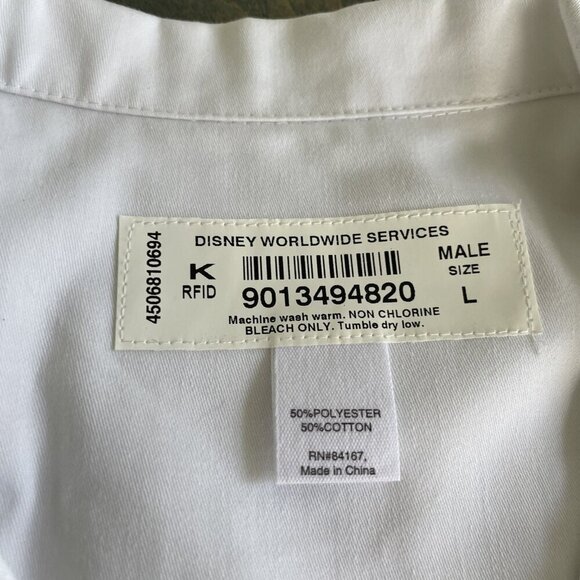 4506810694
DISNEY WORLDWIDE SERVICES
K
RFID
9013494820
MALE
SIZE
L
Machine wash warm. NON CHLORINE
BLEACH ONLY. Tumble dry low.
50%POLYESTER
50%COTTON
RN#84167,
Made in China